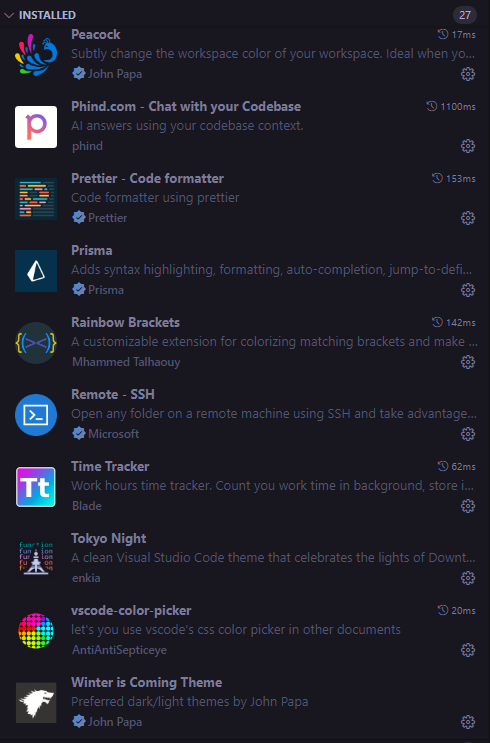 INSTALLED 27
Peacock 17ms
Subtly change the workspace color of your workspace. Ideal when yo...
John Papa
Phind.com - Chat with your Codebase 1100ms
AI answers using your codebase context.
phind
Prettier - Code formatter 153ms
Code formatter using prettier
Prettier
Prisma
Adds syntax highlighting, formatting, auto-completion, jump-to-defi...
Prisma
Rainbow Brackets 142ms
A customizable extension for colorizing matching brackets and make ...
Mhammed Talhaouy
Remote - SSH
Open any folder on a remote machine using SSH and take advantage...
Microsoft
Tt
Time Tracker 62ms
Work hours time tracker. Count you work time in background, store i...
Blade
Tokyo Night
A clean Visual Studio Code theme that celebrates the lights of Downt...
enkia
vscode-color-picker 20ms
let's you use vscode's css color picker in other documents
AntiAntiSepticeye
Winter is Coming Theme
Preferred dark/light themes by John Papa
John Papa